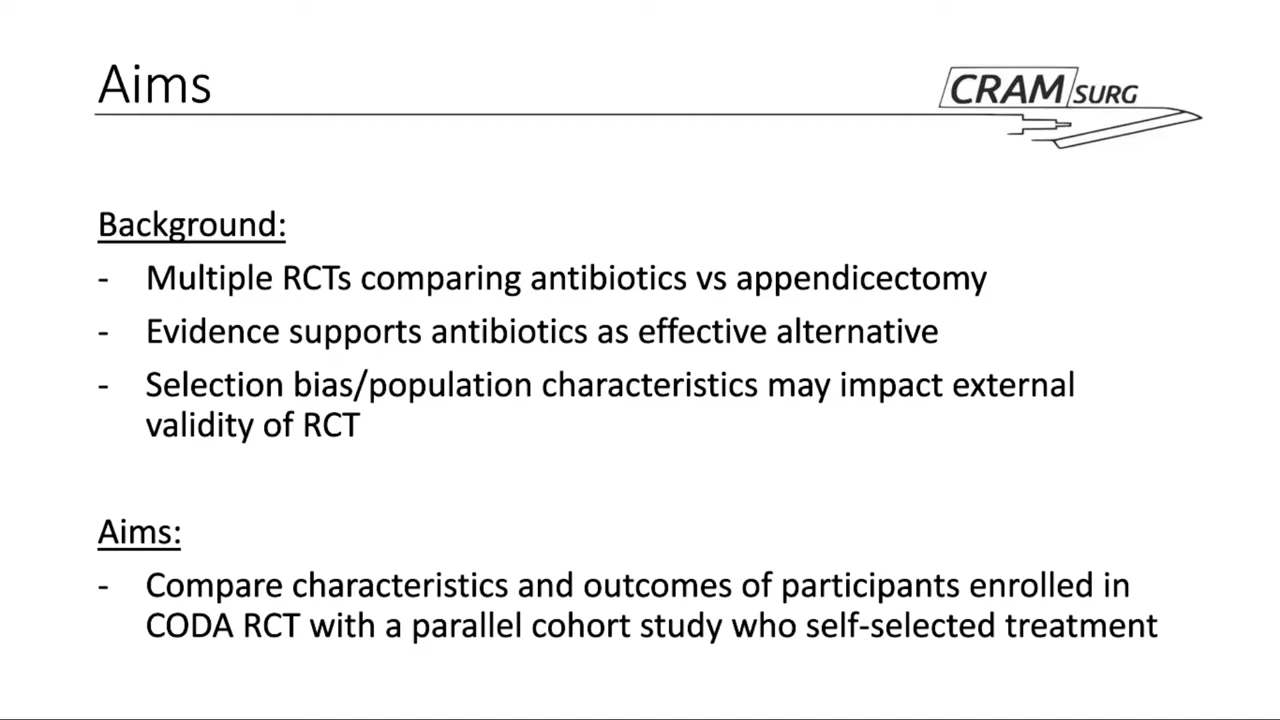 Aims
CRAM SURG
Background:
- Multiple RCTs comparing antibiotics vs appendicectomy
- Evidence supports antibiotics as effective alternative
- Selection bias/population characteristics may impact external
validity of RCT
Aims:
- Compare characteristics and outcomes of participants enrolled in
CODA RCT with a parallel cohort study who self-selected treatment